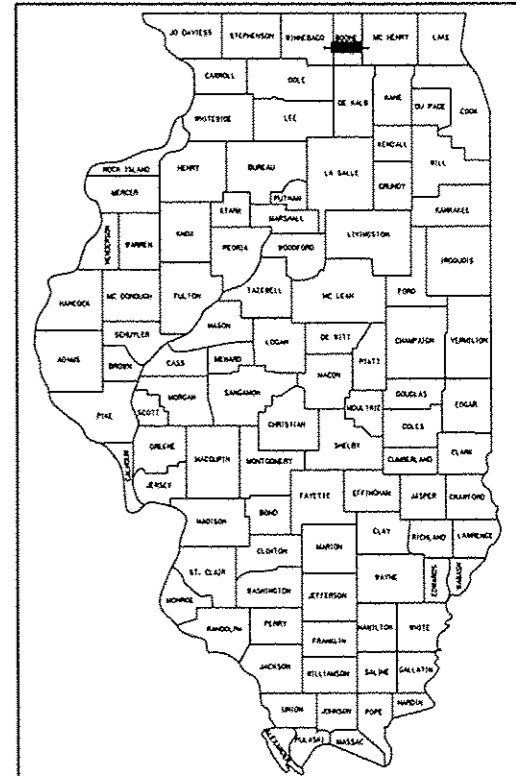 JO DAVIESS STEPHENSON WINNEBAGO BOONE MC HENRY LAKE
CARROLL OGLE DE KALB KANE DU PAGE COOK
WHITESIDE LEE KENDALL WILL
ROCK ISLAND HENRY BUREAU LA SALLE GRUNDY
MERCER PUTNAM KANKAKEE
HENDERSON WARREN KNOX STARK MARSHALL LIVINGSTON
PEORIA WOODFORD IROQUOIS
HANCOCK MC DONOUGH FULTON TAZEWELL MC LEAN FORD
SCHUYLER MASON LOGAN DE WITT CHAMPAIGN VERMILION
ADAMS BROWN CASS MENARD MACON PIATT
PIKE SCOTT MORGAN SANGAMON CHRISTIAN MOULTRIE DOUGLAS EDGAR
COLES
GREENE MACOUPIN MONTGOMERY SHELBY CUMBERLAND CLARK
CALHOUN JERSEY FAYETTE EFFINGHAM JASPER CRAWFORD
MADISON BOND CLAY RICHLAND LAWRENCE
CLINTON MARION
ST. CLAIR WASHINGTON JEFFERSON WAYNE EDWARDS WABASH
MONROE
RANDOLPH PERRY FRANKLIN HAMILTON WHITE
JACKSON WILLIAMSON SALINE GALLATIN
UNION JOHNSON POPE HARDIN
ALEXANDER PULASKI MASSAC